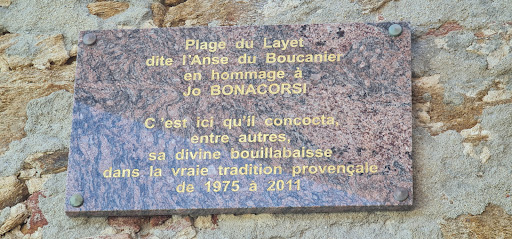 Plage du Layet
dite l'Anse du Boucanier
en hommage à
Jo BONACORSI
C'est ici qu'il concocta,
entre autres,
sa divine bouillabaisse
dans la vraie tradition provençale
de 1975 à 2011